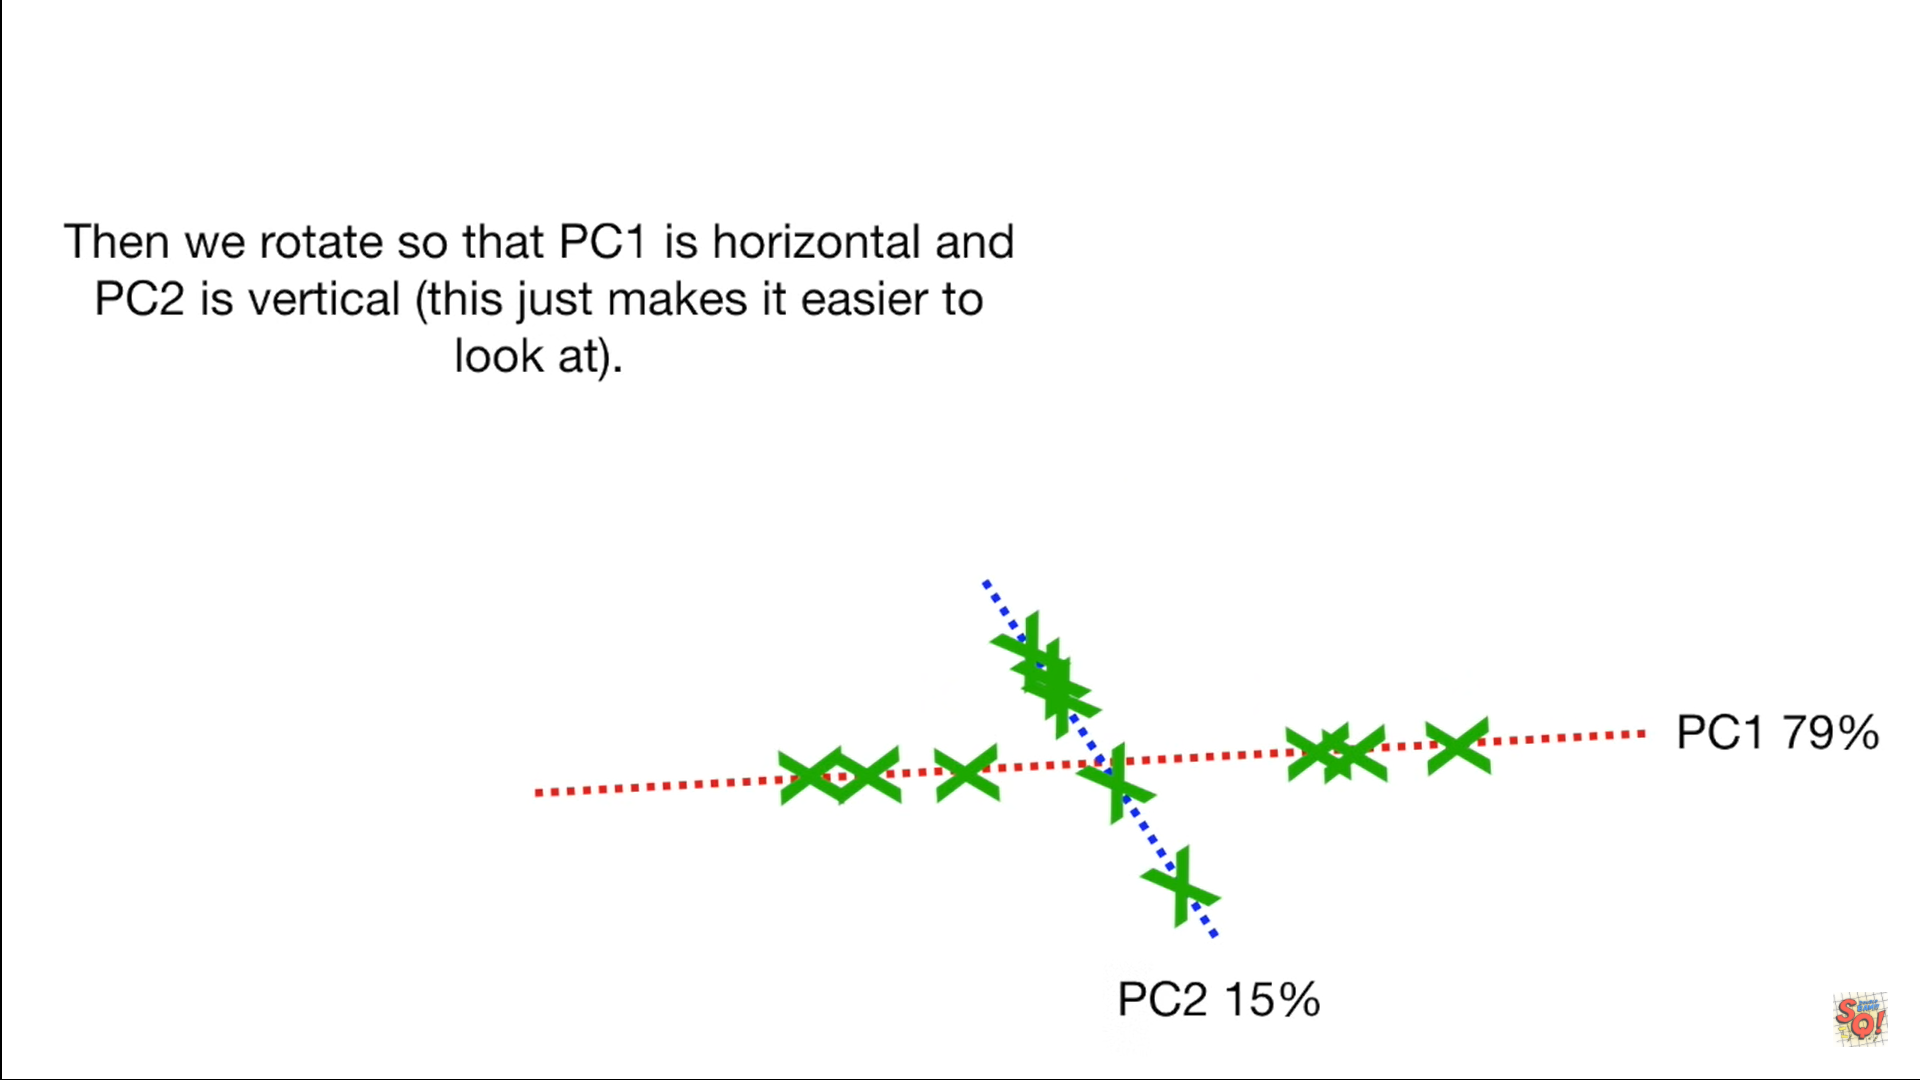 Then we rotate so that PC1 is horizontal and
PC2 is vertical (this just makes it easier to
look at).
PC1 79%
PC2 15%
SQ!